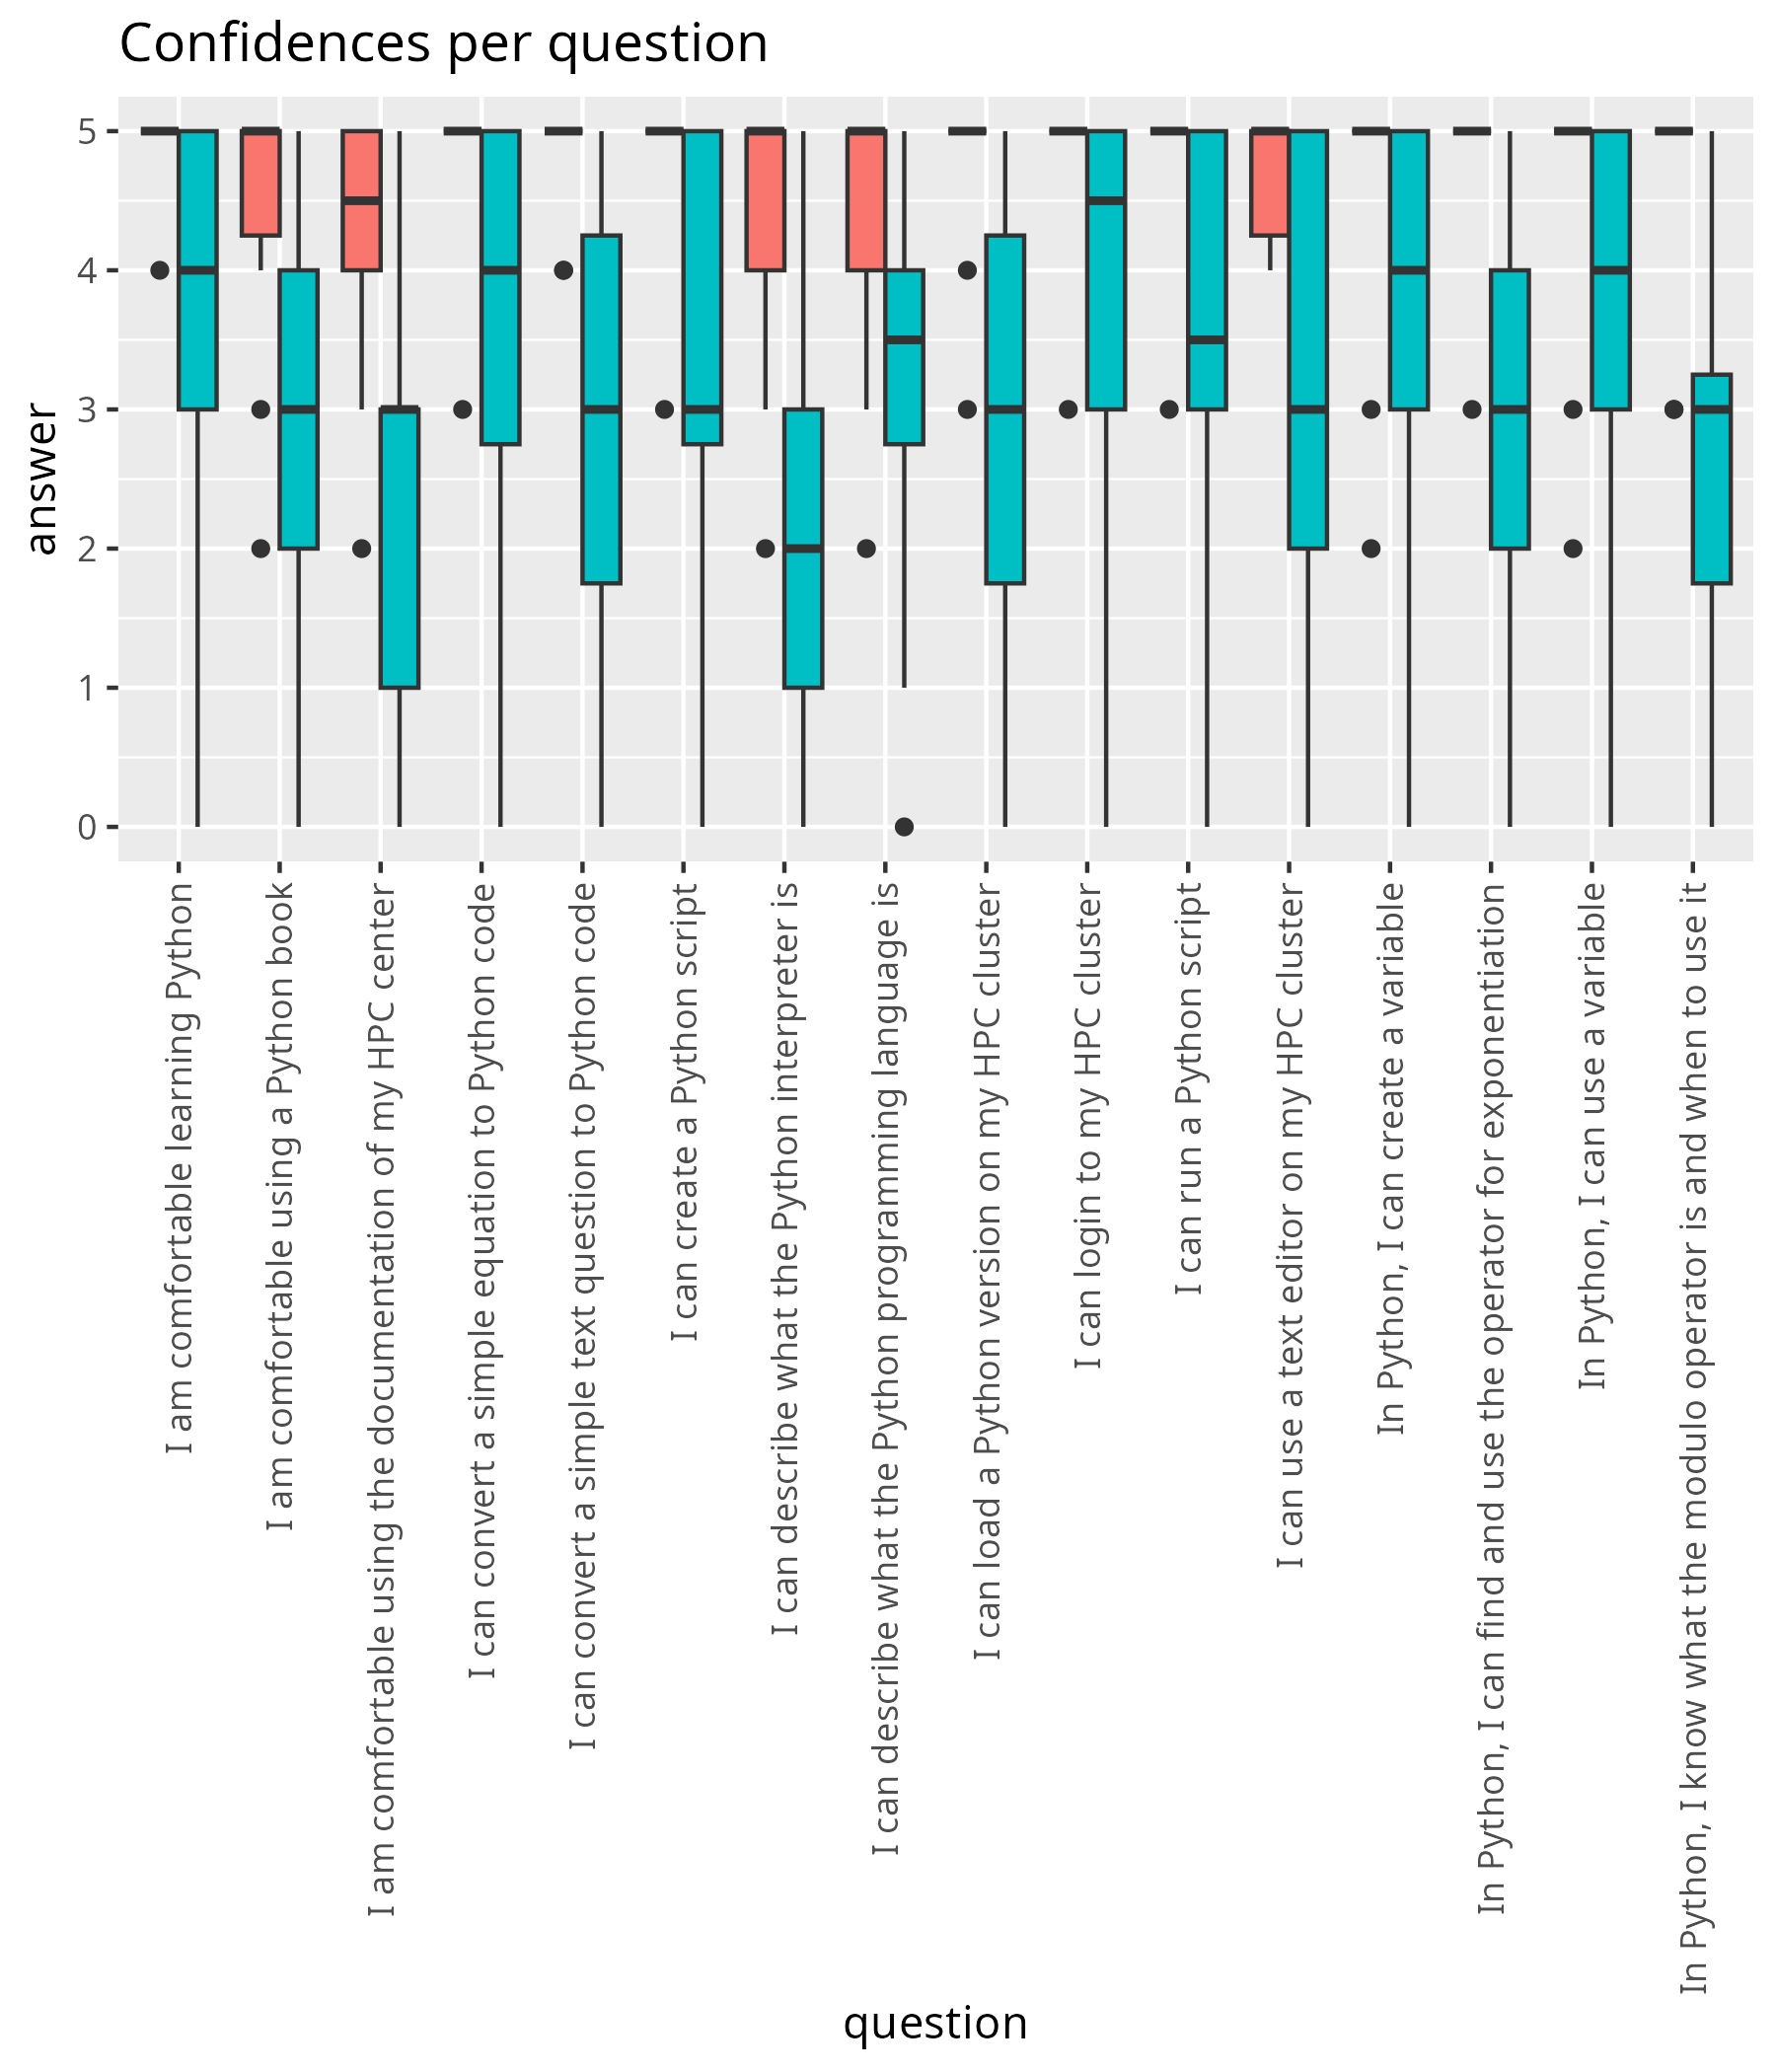 Confidences per question
answer
5
4
3
2
1
0
I am comfortable learning Python
I am comfortable using a Python book
I am comfortable using the documentation of my HPC center
I can convert a simple equation to Python code
I can convert a simple text question to Python code
I can create a Python script
I can describe what the Python interpreter is
I can describe what the Python programming language is
I can load a Python version on my HPC cluster
I can login to my HPC cluster
I can run a Python script
I can use a text editor on my HPC cluster
In Python, I can create a variable
In Python, I can find and use the operator for exponentiation
In Python, I can use a variable
In Python, I know what the modulo operator is and when to use it
question